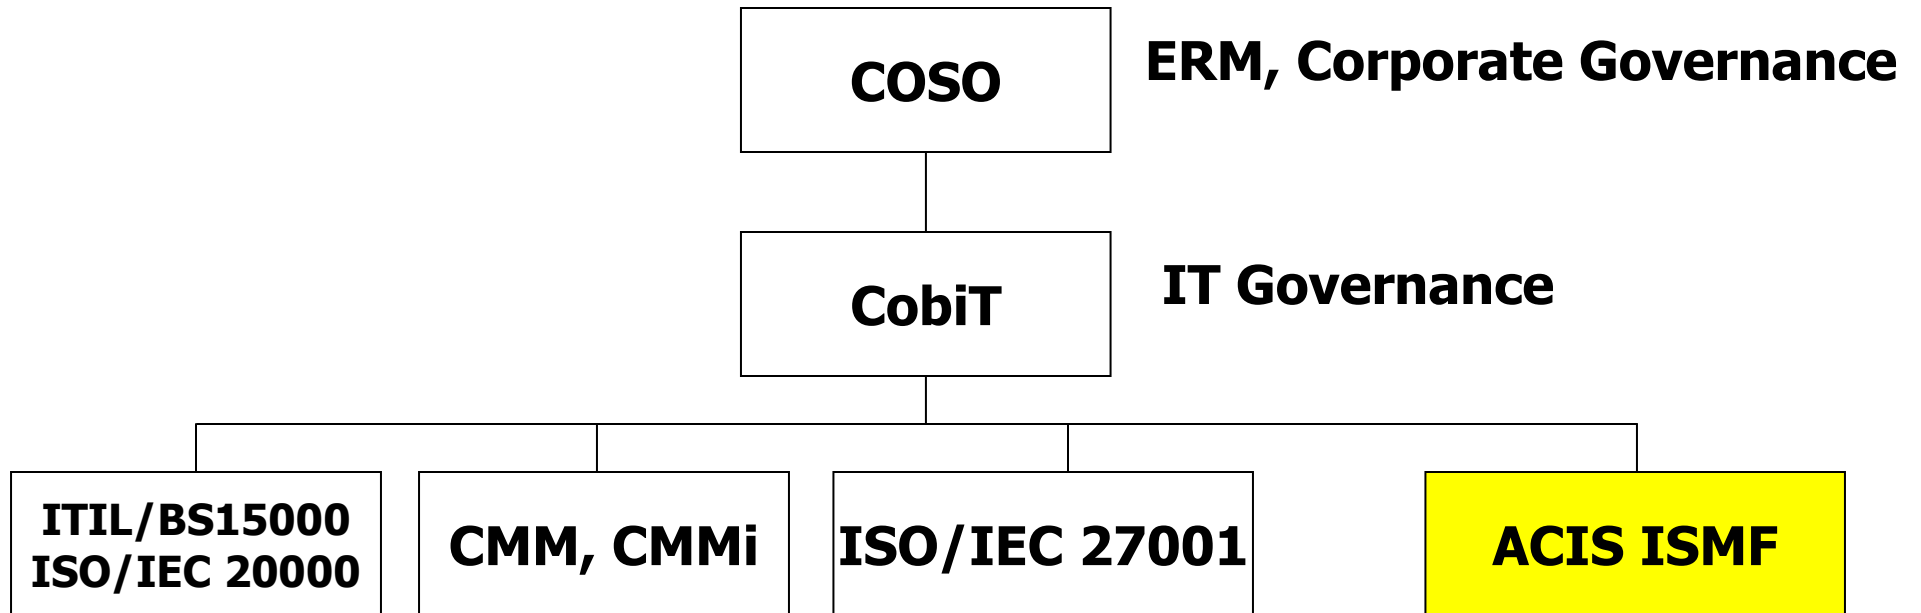 COSO
ERM, Corporate Governance
CobiT
IT Governance
ITIL/BS15000
ISO/IEC 20000
CMM, CMMi
ISO/IEC 27001
ACIS ISMF